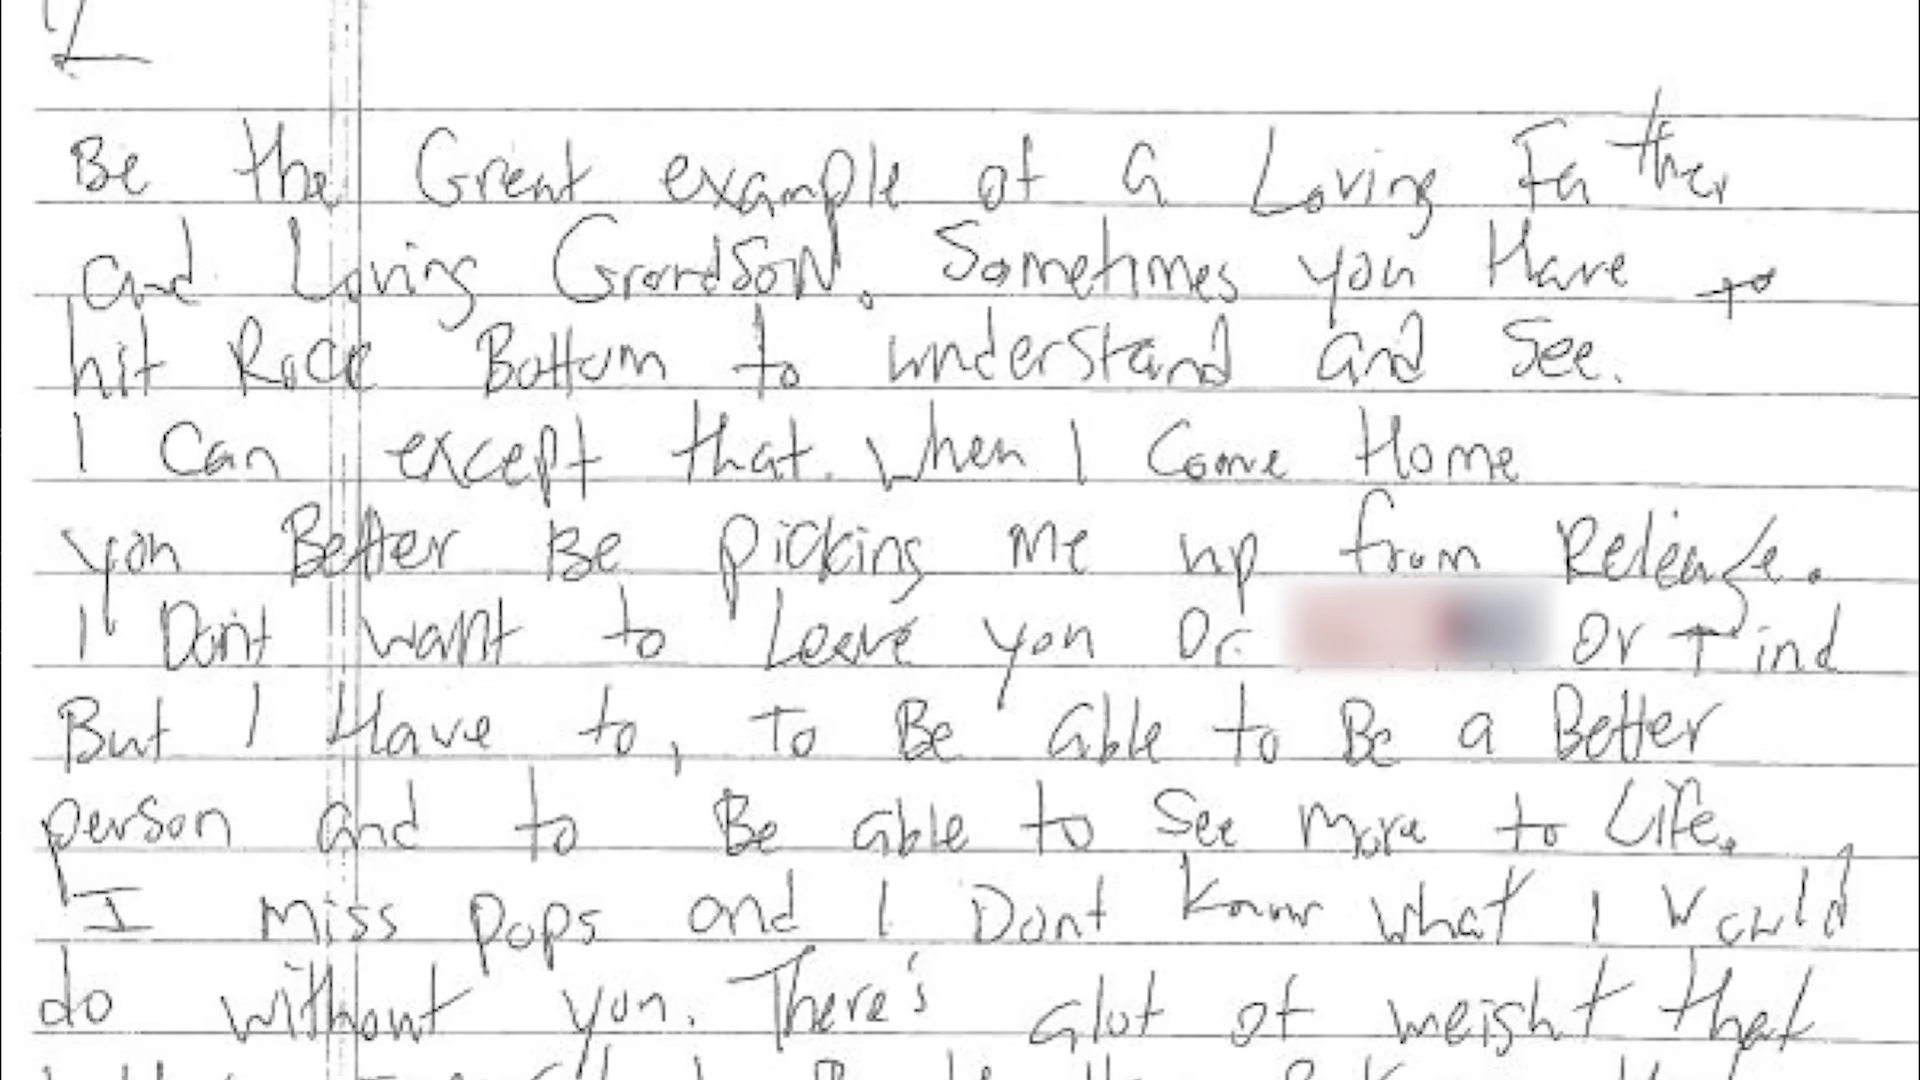 2
Be the Great example of a Loving Father
and Loving GrandsoN. Sometimes you Have to
hit Rock Bottom to understand and See.
I Can except that. When I Come Home
you Better Be picking Me up from Release.
I Dont want to Leave you Or or
But I Have to, To Be able to Be a Better
person and to Be able to See More to Life.
I miss pops and I Dont Know what I Would
do without you. There's alot of weight that